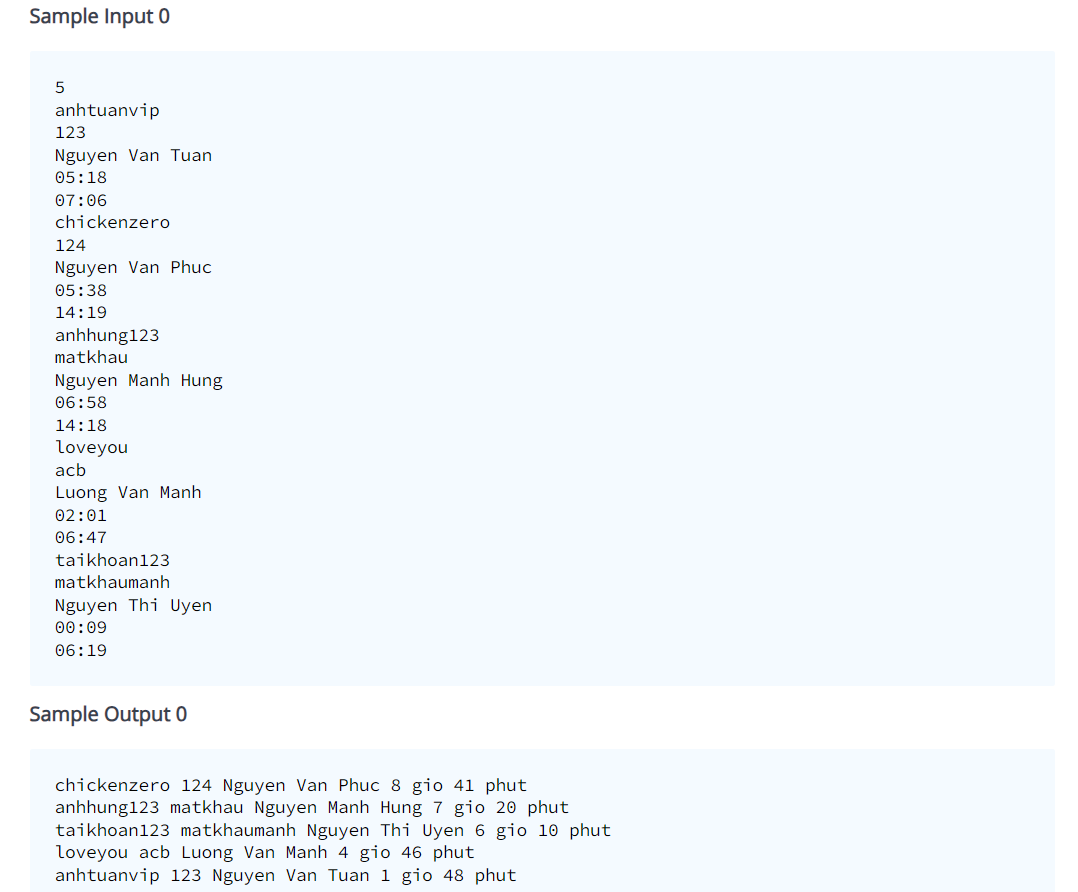 Sample Input 0
5
anhtuanvip
123
Nguyen Van Tuan
05:18
07:06
chickenzero
124
Nguyen Van Phuc
05:38
14:19
anhhung123
matkhau
Nguyen Manh Hung
06:58
14:18
loveyou
acb
Luong Van Manh
02:01
06:47
taikhoan123
matkhaumanh
Nguyen Thi Uyen
00:09
06:19
Sample Output 0
chickenzero 124 Nguyen Van Phuc 8 gio 41 phut
anhhung123 matkhau Nguyen Manh Hung 7 gio 20 phut
taikhoan123 matkhaumanh Nguyen Thi Uyen 6 gio 10 phut
loveyou acb Luong Van Manh 4 gio 46 phut
anhtuanvip 123 Nguyen Van Tuan 1 gio 48 phut